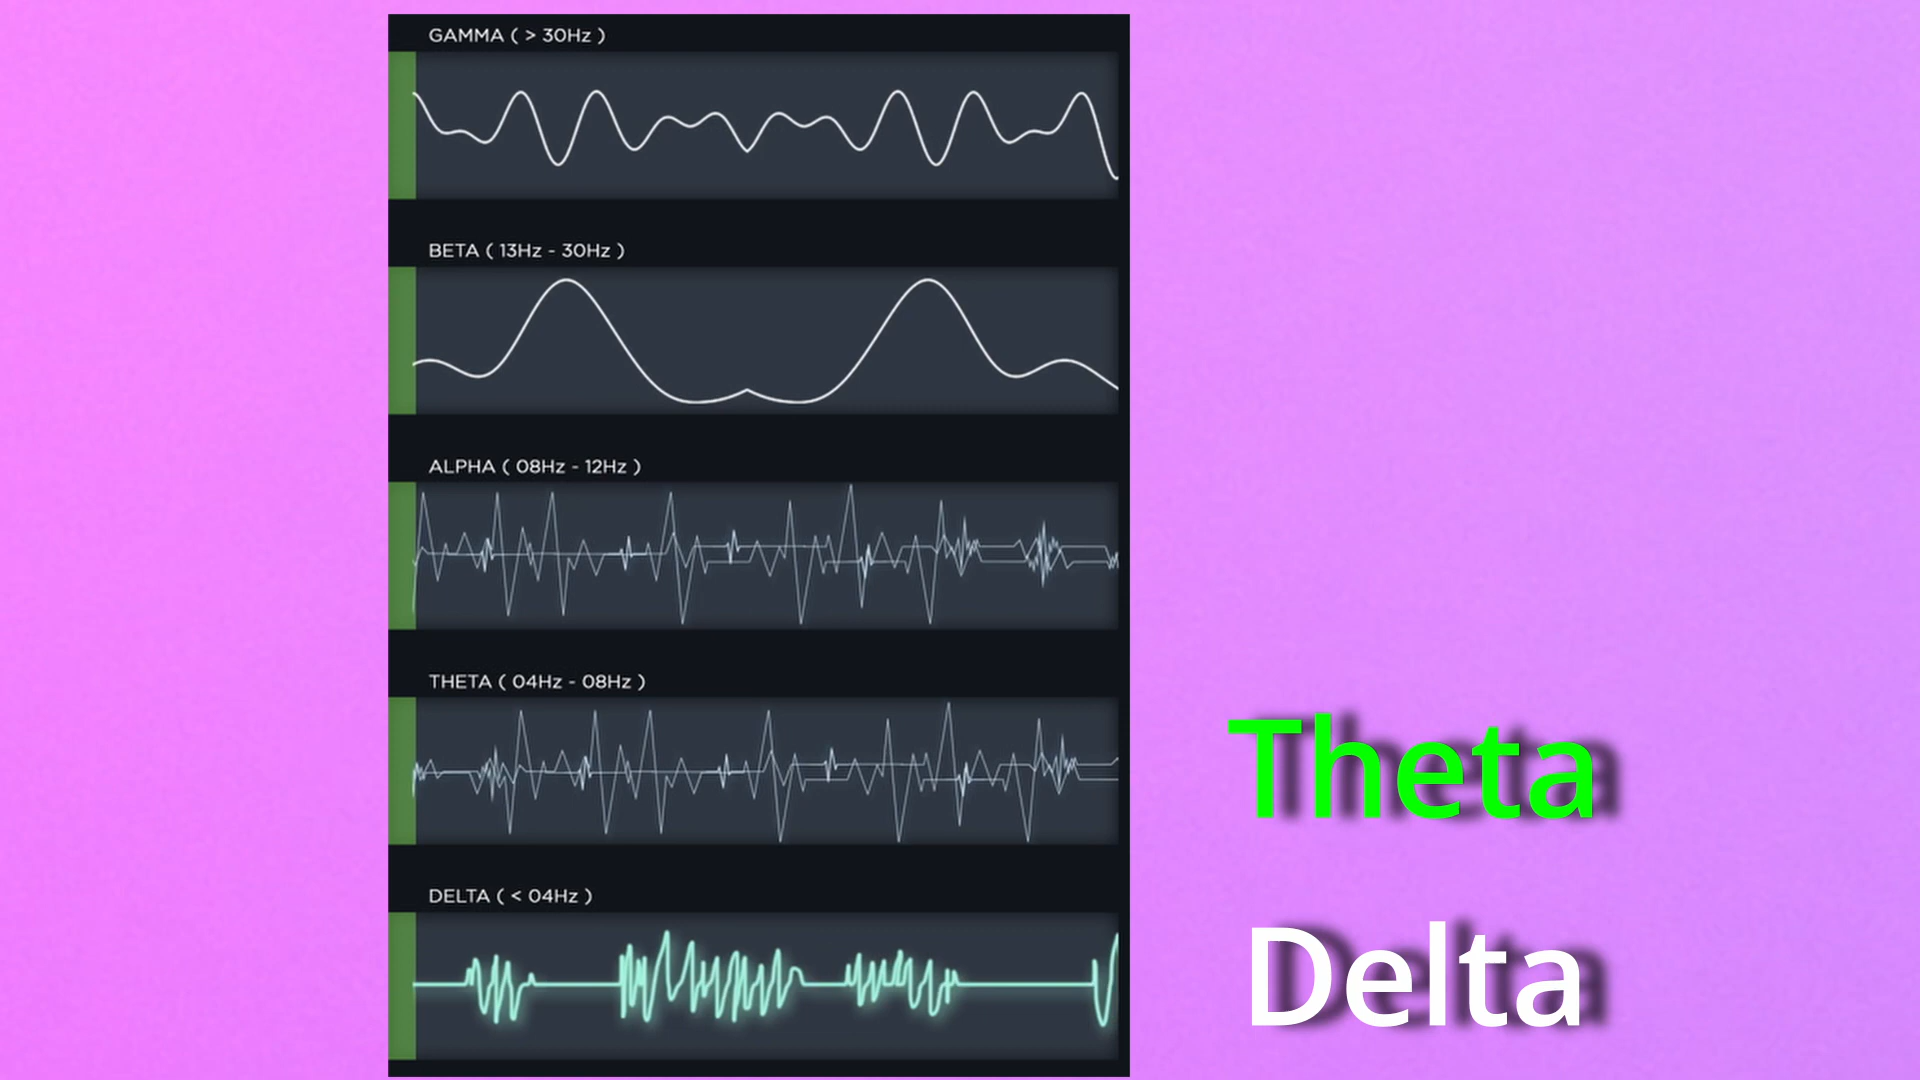 GAMMA ( > 30Hz )
BETA ( 13Hz - 30Hz )
ALPHA ( 08Hz - 12Hz )
THETA ( 04Hz - 08Hz )
Theta
DELTA ( < 04Hz )
Delta